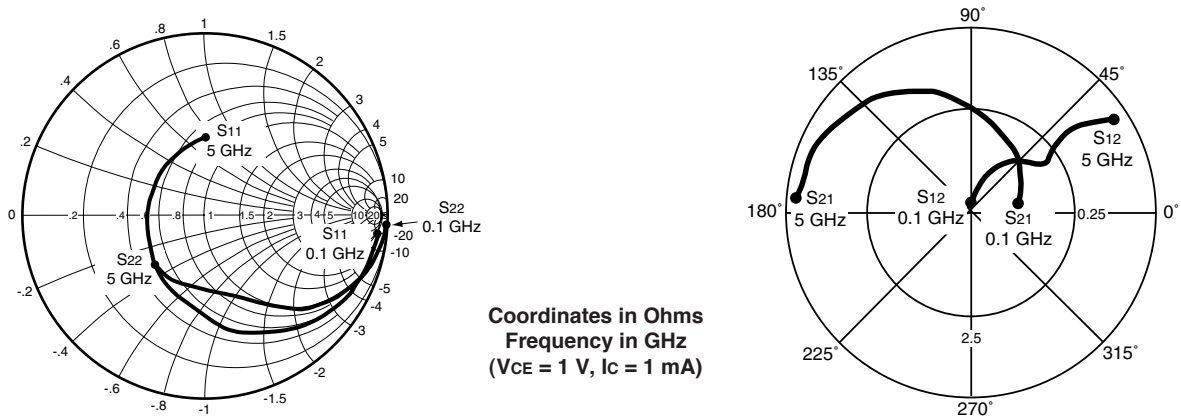 1
.8
1.5
.6
2
.4
3
4
5
.2
10
20
0
.2
.4
.6
.8
1
1.5
2
3
4
5
10
20
-20
-10
-5
-4
-3
-2
-1.5
-1
-.8
-.6
-.4
-.2
S11
5 GHz
S22
0.1 GHz
S11
0.1 GHz
S22
5 GHz
Coordinates in Ohms
Frequency in GHz
(VCE = 1 V, IC = 1 mA)
90˚
135˚
45˚
S12
5 GHz
S21
5 GHz
S12
0.1 GHz
S21
0.1 GHz
180˚
0.25
0˚
2.5
225˚
315˚
270˚